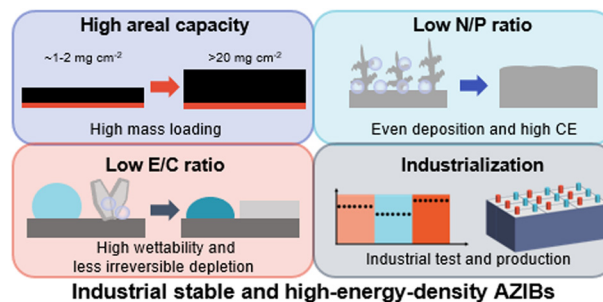 High areal capacity
~1-2 mg cm-2
>20 mg cm-2
High mass loading
Low N/P ratio
Even deposition and high CE
Low E/C ratio
High wettability and
less irreversible depletion
Industrialization
Industrial test and production
Industrial stable and high-energy-density AZIBs